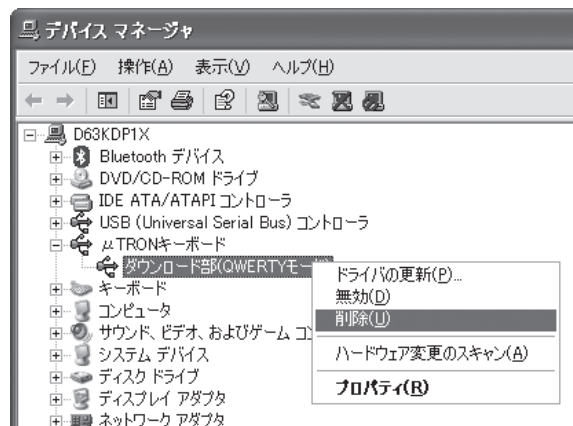 デバイス マネージャ
ファイル(F) 操作(A) 表示(V) ヘルプ(H)
D63KDP1X
Bluetooth デバイス
DVD/CD-ROM ドライブ
IDE ATA/ATAPI コントローラ
USB (Universal Serial Bus) コントローラ
μTRONキーボード
ダウンロード部(QWERTYモー
キーボード
コンピュータ
サウンド、ビデオ、およびゲーム コ
システム デバイス
ディスク ドライブ
ディスプレイ アダプタ
ネットワーク アダプタ
ドライバの更新(P)...
無効(D)
削除(U)
ハードウェア変更のスキャン(A)
プロパティ(R)